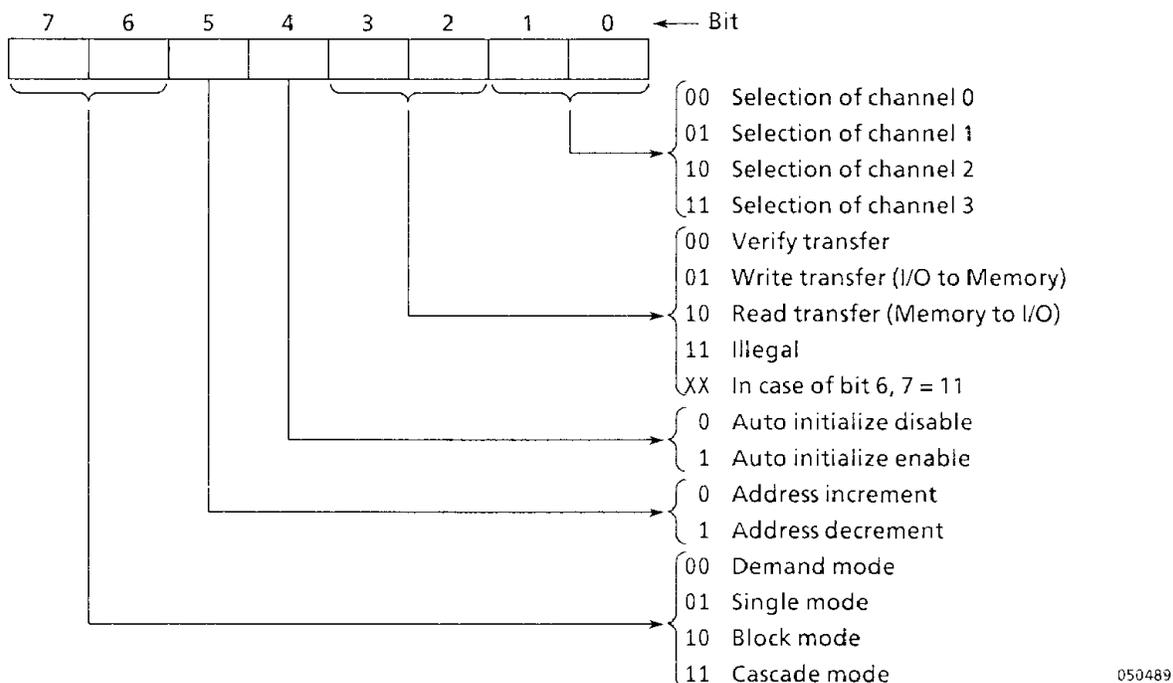 7 6 5 4 3 2 1 0 ← Bit
00 Selection of channel 0
01 Selection of channel 1
10 Selection of channel 2
11 Selection of channel 3
00 Verify transfer
01 Write transfer (I/O to Memory)
10 Read transfer (Memory to I/O)
11 Illegal
XX In case of bit 6, 7 = 11
0 Auto initialize disable
1 Auto initialize enable
0 Address increment
1 Address decrement
00 Demand mode
01 Single mode
10 Block mode
11 Cascade mode
050489